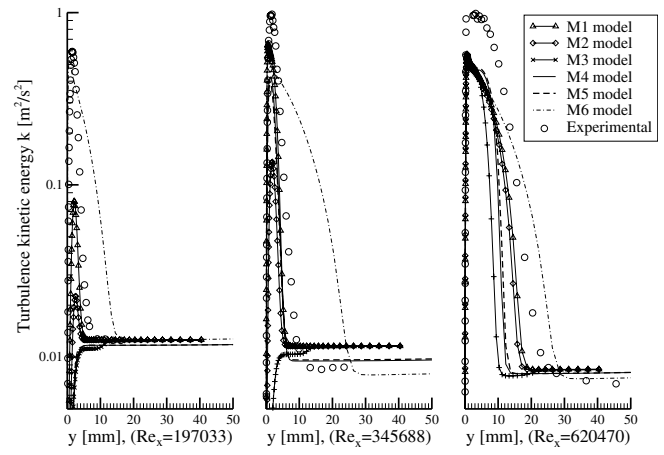 Turbulence kinetic energy k [m²/s²]
1
0.1
0.01
0 10 20 30 40 50
y [mm], (Reₓ=197033)
0 10 20 30 40 50
y [mm], (Reₓ=345688)
0 10 20 30 40 50
y [mm], (Reₓ=620470)
M1 model
M2 model
M3 model
M4 model
M5 model
M6 model
Experimental